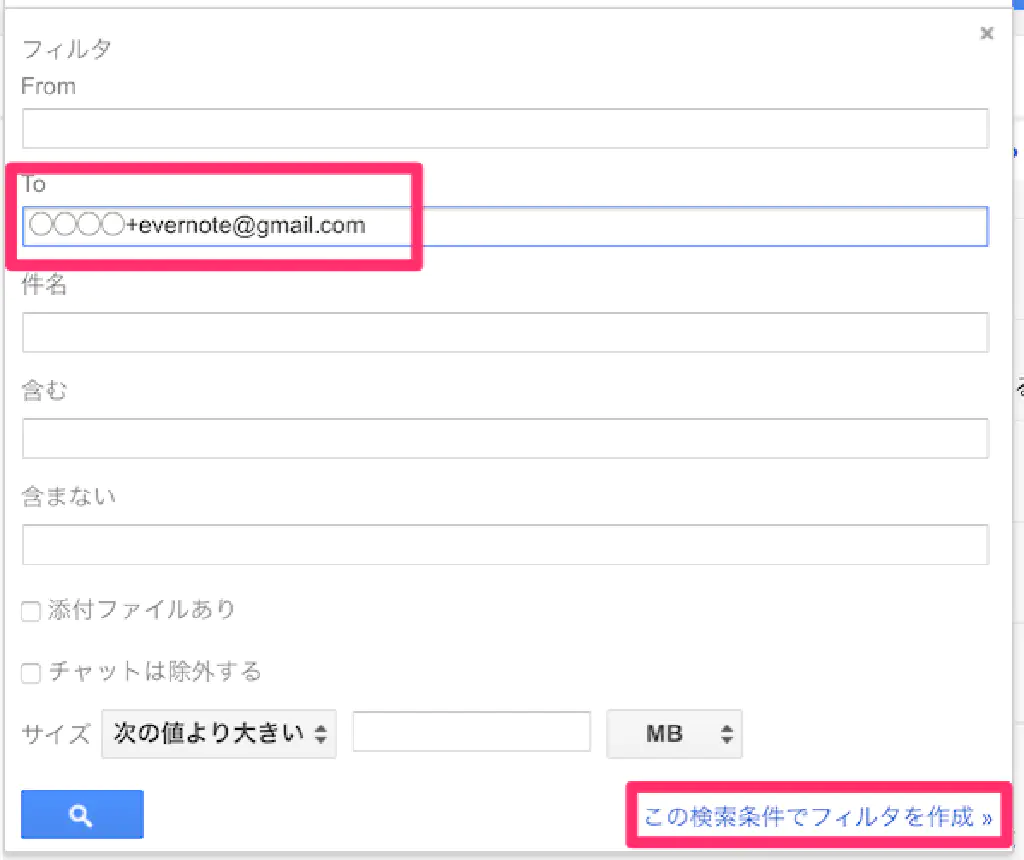 フィルタ
From
To
〇〇〇〇+evernote@gmail.com
件名
含む
含まない
添付ファイルあり
チャットは除外する
サイズ 次の値より大きい MB
この検索条件でフィルタを作成 »